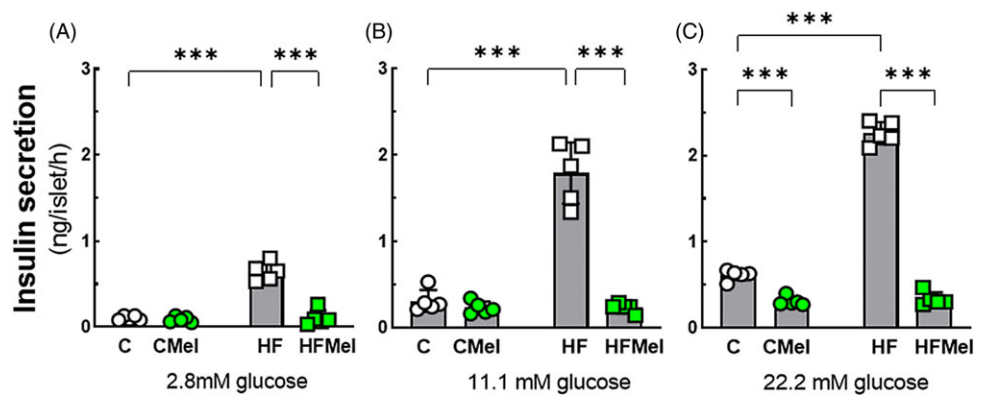 (A)
(B)
(C)
***
***
***
***
***
***
***
Insulin secretion
(ng/islet/h)
3
2
1
0
3
2
1
0
3
2
1
0
C CMel HF HFMel
C CMel HF HFMel
C CMel HF HFMel
2.8mM glucose
11.1 mM glucose
22.2 mM glucose